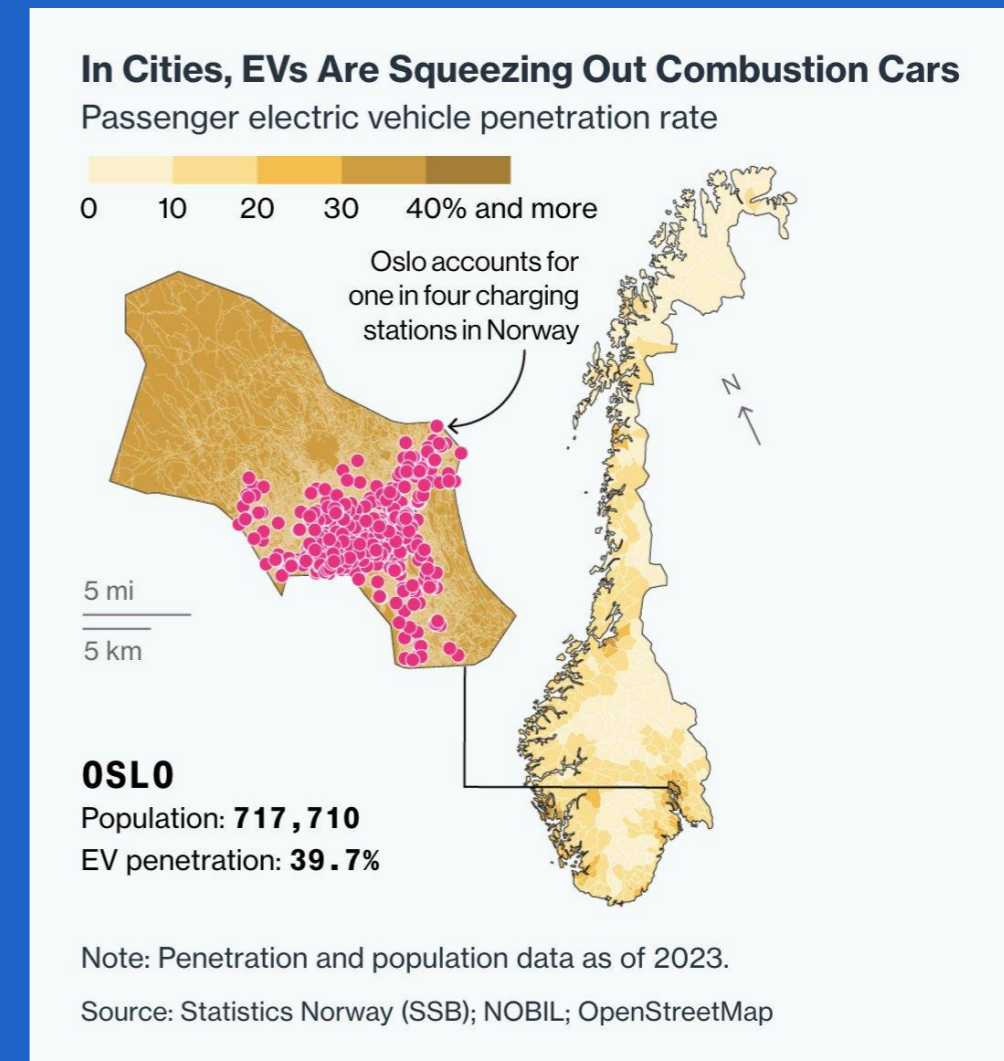 In Cities, EVs Are Squeezing Out Combustion Cars
Passenger electric vehicle penetration rate
0 10 20 30 40% and more
Oslo accounts for
one in four charging
stations in Norway
N
5 mi
5 km
OSLO
Population: 717,710
EV penetration: 39.7%
Note: Penetration and population data as of 2023.
Source: Statistics Norway (SSB); NOBIL; OpenStreetMap